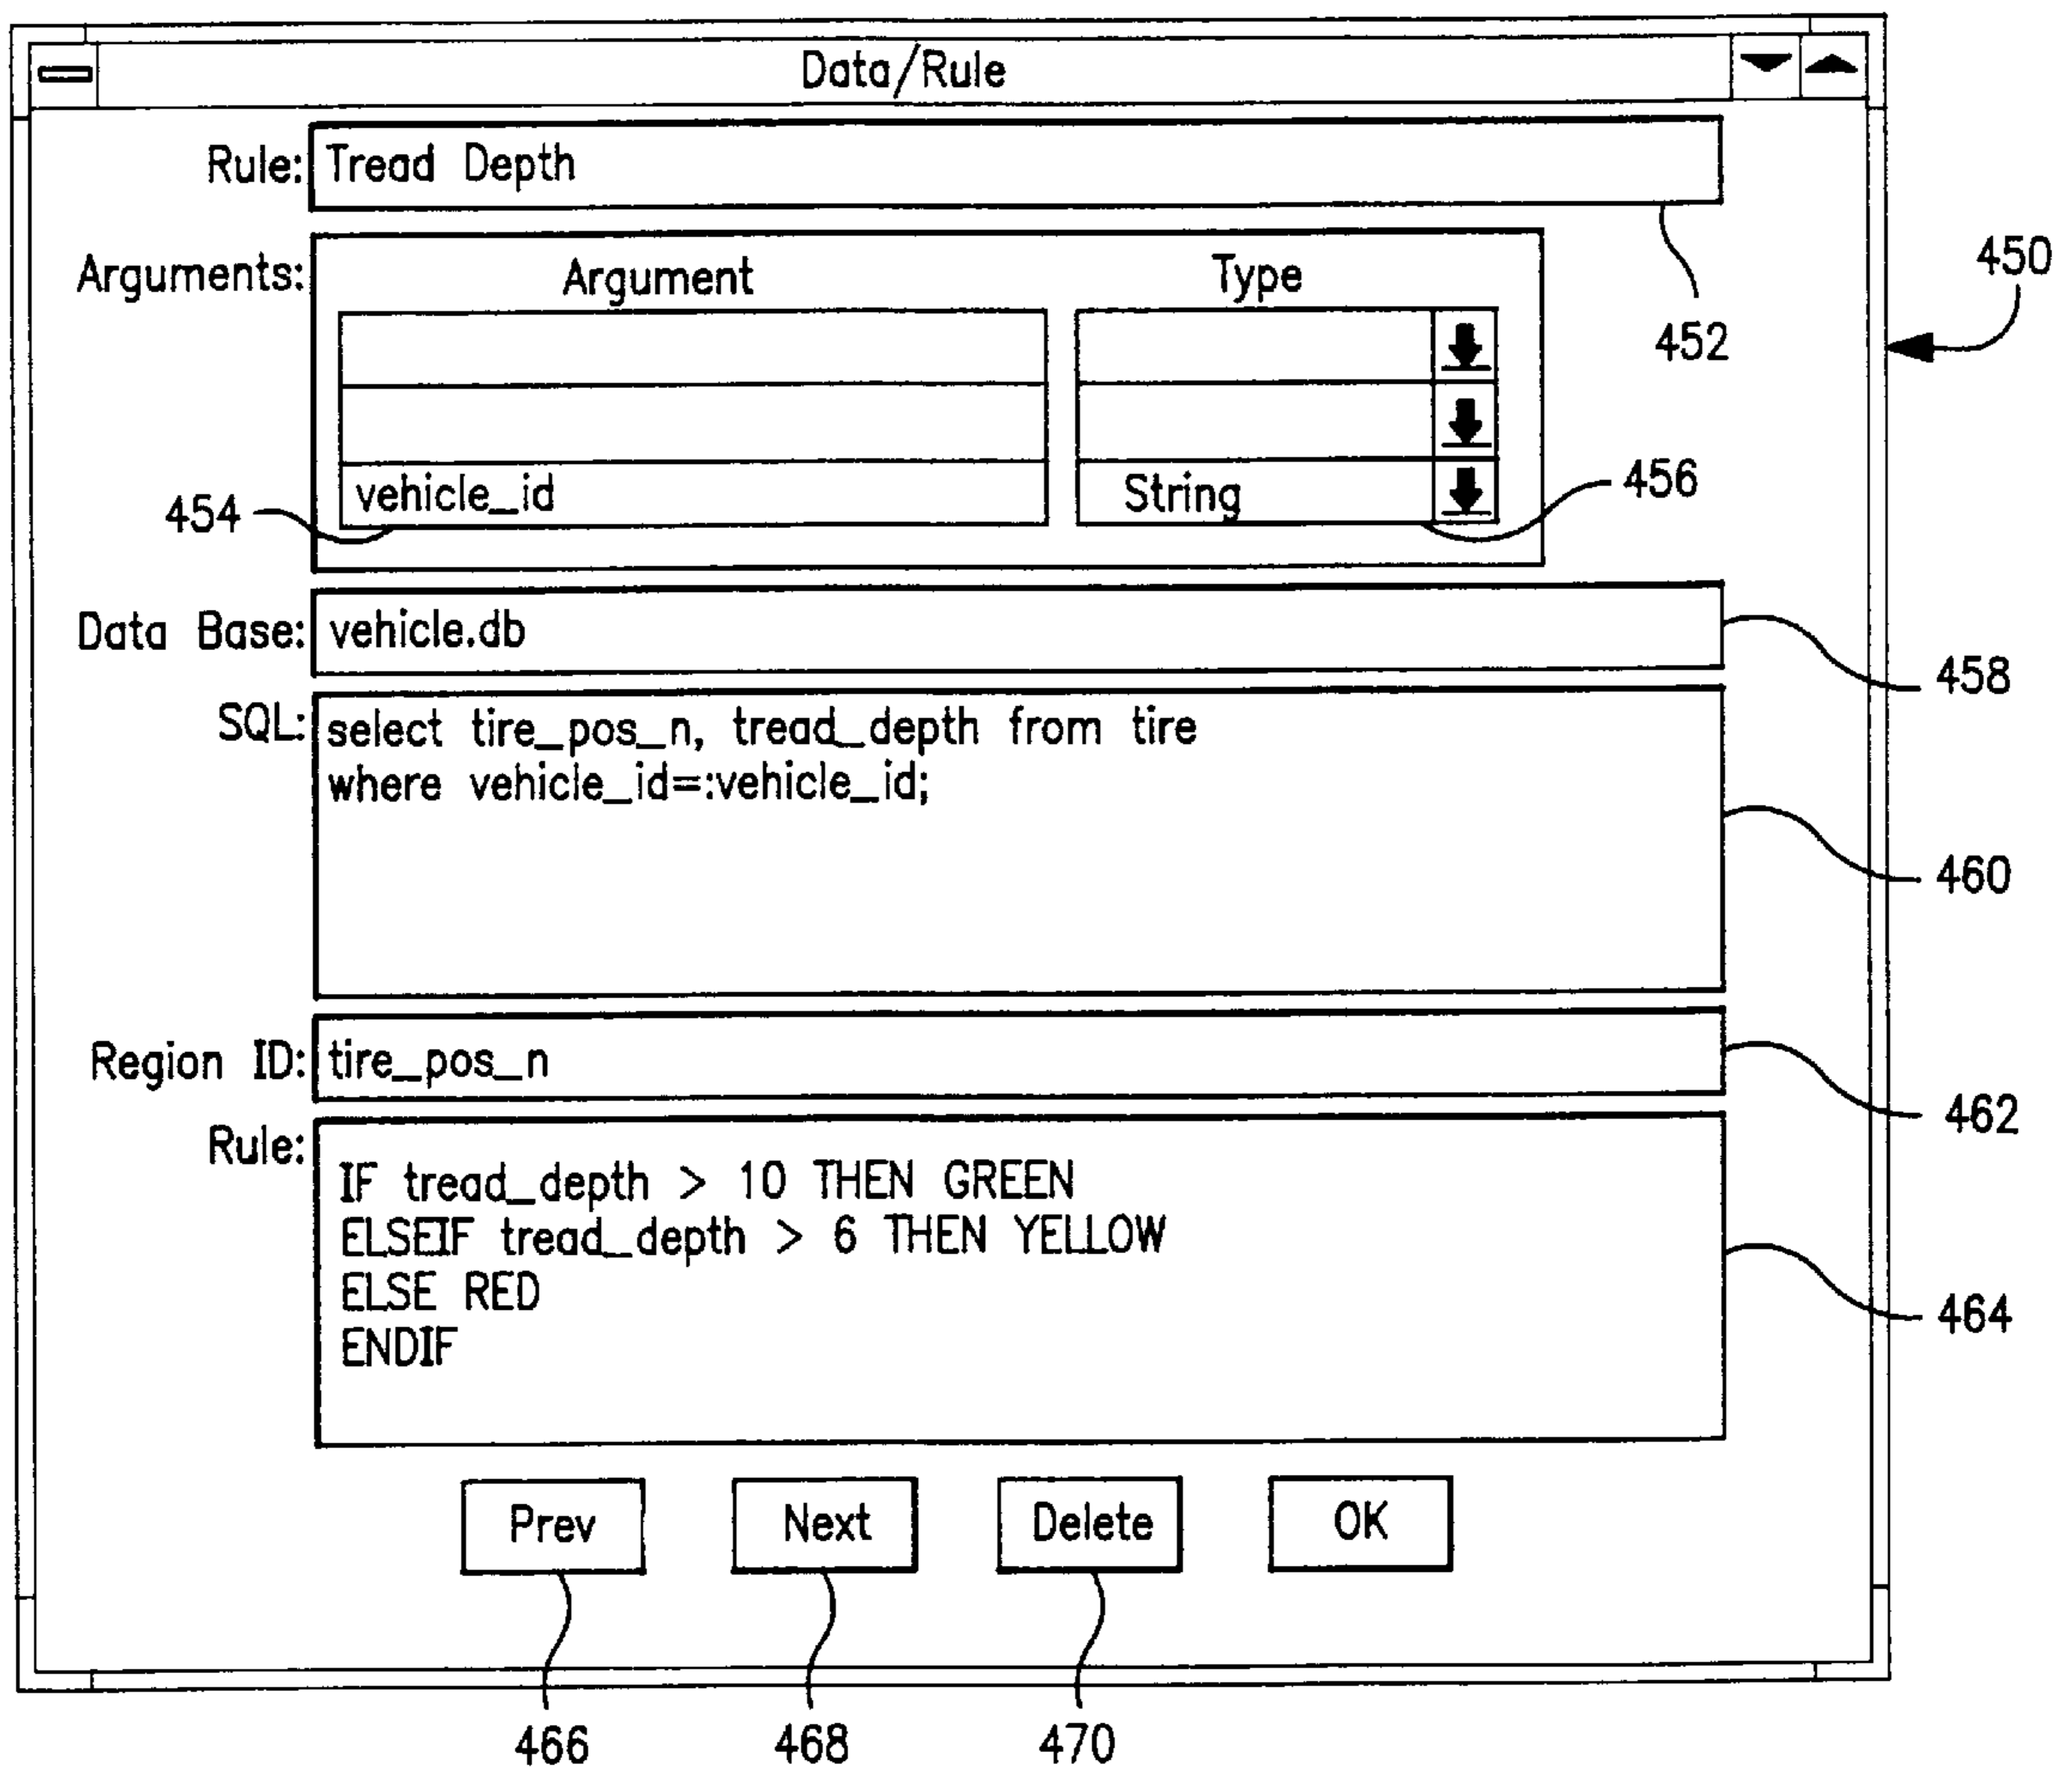 Data/Rule
Rule: Tread Depth
452
450
Arguments: Argument Type
vehicle_id String
454
456
Data Base: vehicle.db
458
SQL: select tire_pos_n, tread_depth from tire
where vehicle_id=:vehicle_id;
460
Region ID: tire_pos_n
462
Rule:
IF tread_depth > 10 THEN GREEN
ELSEIF tread_depth > 6 THEN YELLOW
ELSE RED
ENDIF
464
Prev Next Delete OK
466 468 470